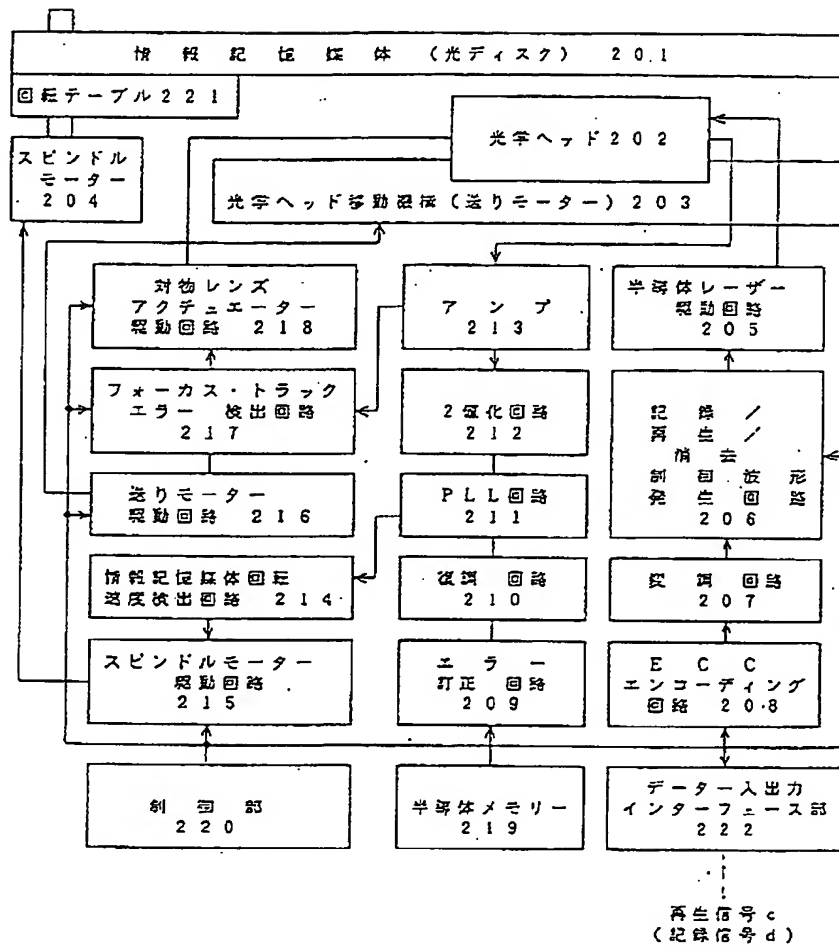 情報記憶媒体(光ディスク) 201
回転テーブル221
光学ヘッド202
スピンドル
モーター
204
光学ヘッド移動機構(送りモーター)203
対物レンズ
アクチュエーター
駆動回路 218
アンプ
213
半導体レーザー
駆動回路
205
フォーカス・トラック
エラー 検出回路
217
2値化回路
212
記録/
再生/
消去
制御波形
発生回路
206
送りモーター
駆動回路 216
PLL回路
211
情報記憶媒体回転
速度検出回路 214
復調回路
210
変調回路
207
スピンドルモーター
駆動回路
215
エラー
訂正 回路
209
ECC
エンコーディング
回路 208
制御部
220
半導体メモリー
219
データー入出力
インターフェース部
222
再生信号c
(記録信号d)